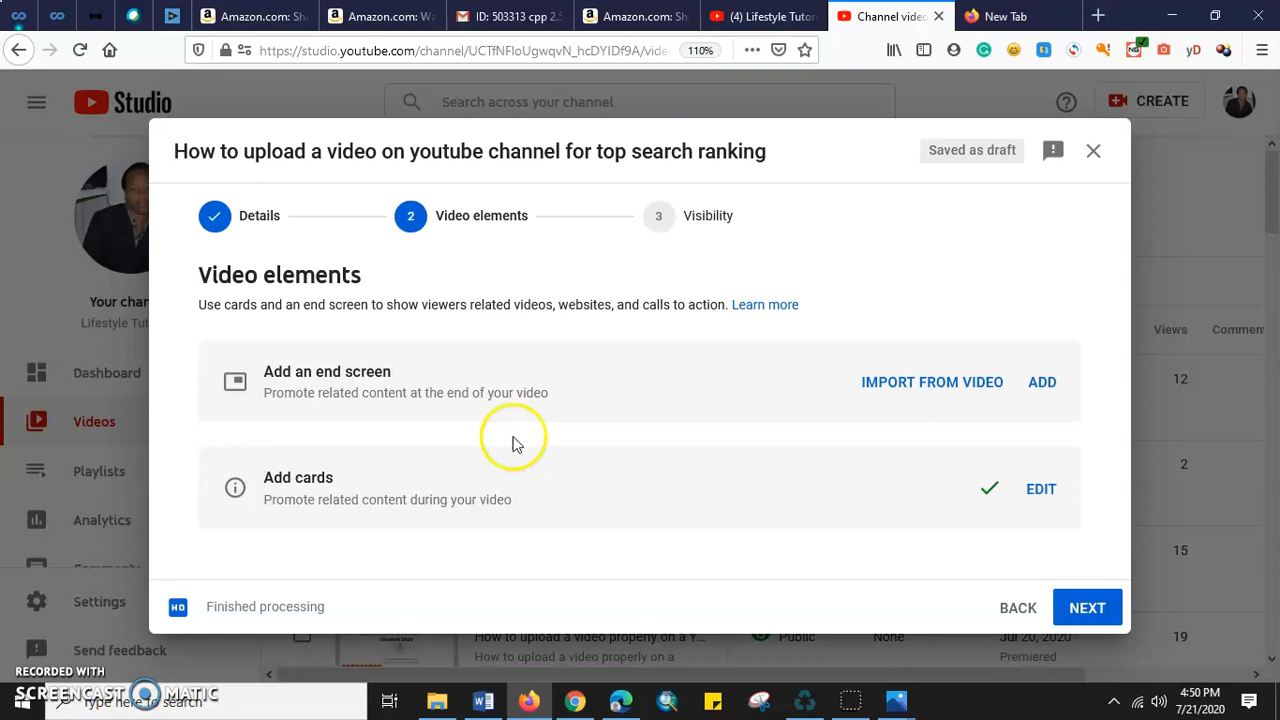 Amazon.com: Sh
Amazon.com: Wa
ID: 503313 cpp 2.5
Amazon.com: Sh
(4) Lifestyle Tutor
Channel video
New Tab
https://studio.youtube.com/channel/UCTfNFIoUgwqvN_hcDYIDf9A/vide
110%
Studio
Search across your channel
CREATE
How to upload a video on youtube channel for top search ranking
Saved as draft
Details
2
Video elements
3
Visibility
Video elements
Use cards and an end screen to show viewers related videos, websites, and calls to action. Learn more
Your chan
Lifestyle Tut
Views
Commen
Add an end screen
Promote related content at the end of your video
IMPORT FROM VIDEO
ADD
Dashboard
12
Videos
2
Playlists
Add cards
Promote related content during your video
EDIT
Analytics
15
Comments
Settings
HD
Finished processing
BACK
NEXT
Send feedback
channel 2020
How to upload a video properly on a Y...
Public
None
Jul 20, 2020
19
How to upload a video properly on a
Premiered
RECORDED WITH
SCREENCAST MATIC
Type here to search
4:50 PM
7/21/2020